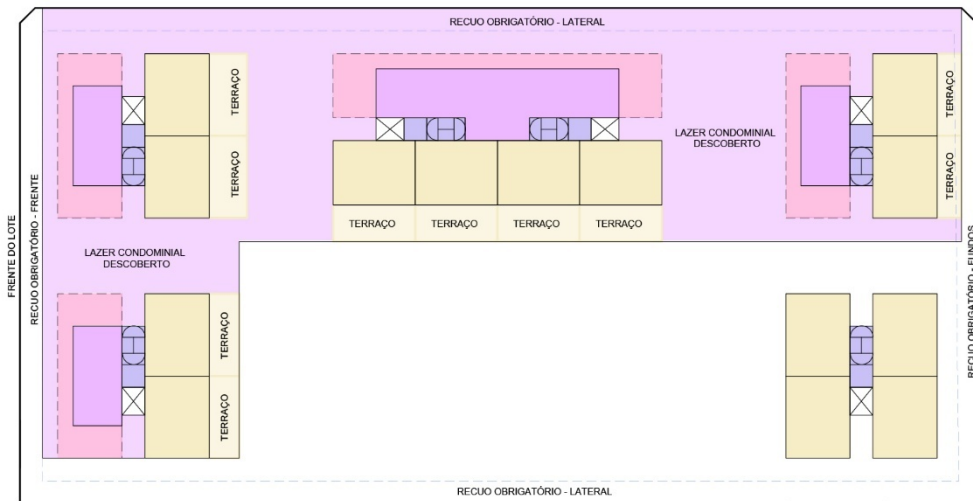 RECUO OBRIGATÓRIO - LATERAL
TERRAÇO
TERRAÇO
TERRAÇO
TERRAÇO
LAZER CONDOMINIAL
DESCOBERTO
TERRAÇO
TERRAÇO
TERRAÇO
TERRAÇO
FRENTE DO LOTE
RECUO OBRIGATÓRIO - FRENTE
LAZER CONDOMINIAL
DESCOBERTO
RECUO OBRIGATÓRIO - FUNDOS
TERRAÇO
TERRAÇO
RECUO OBRIGATÓRIO - LATERAL